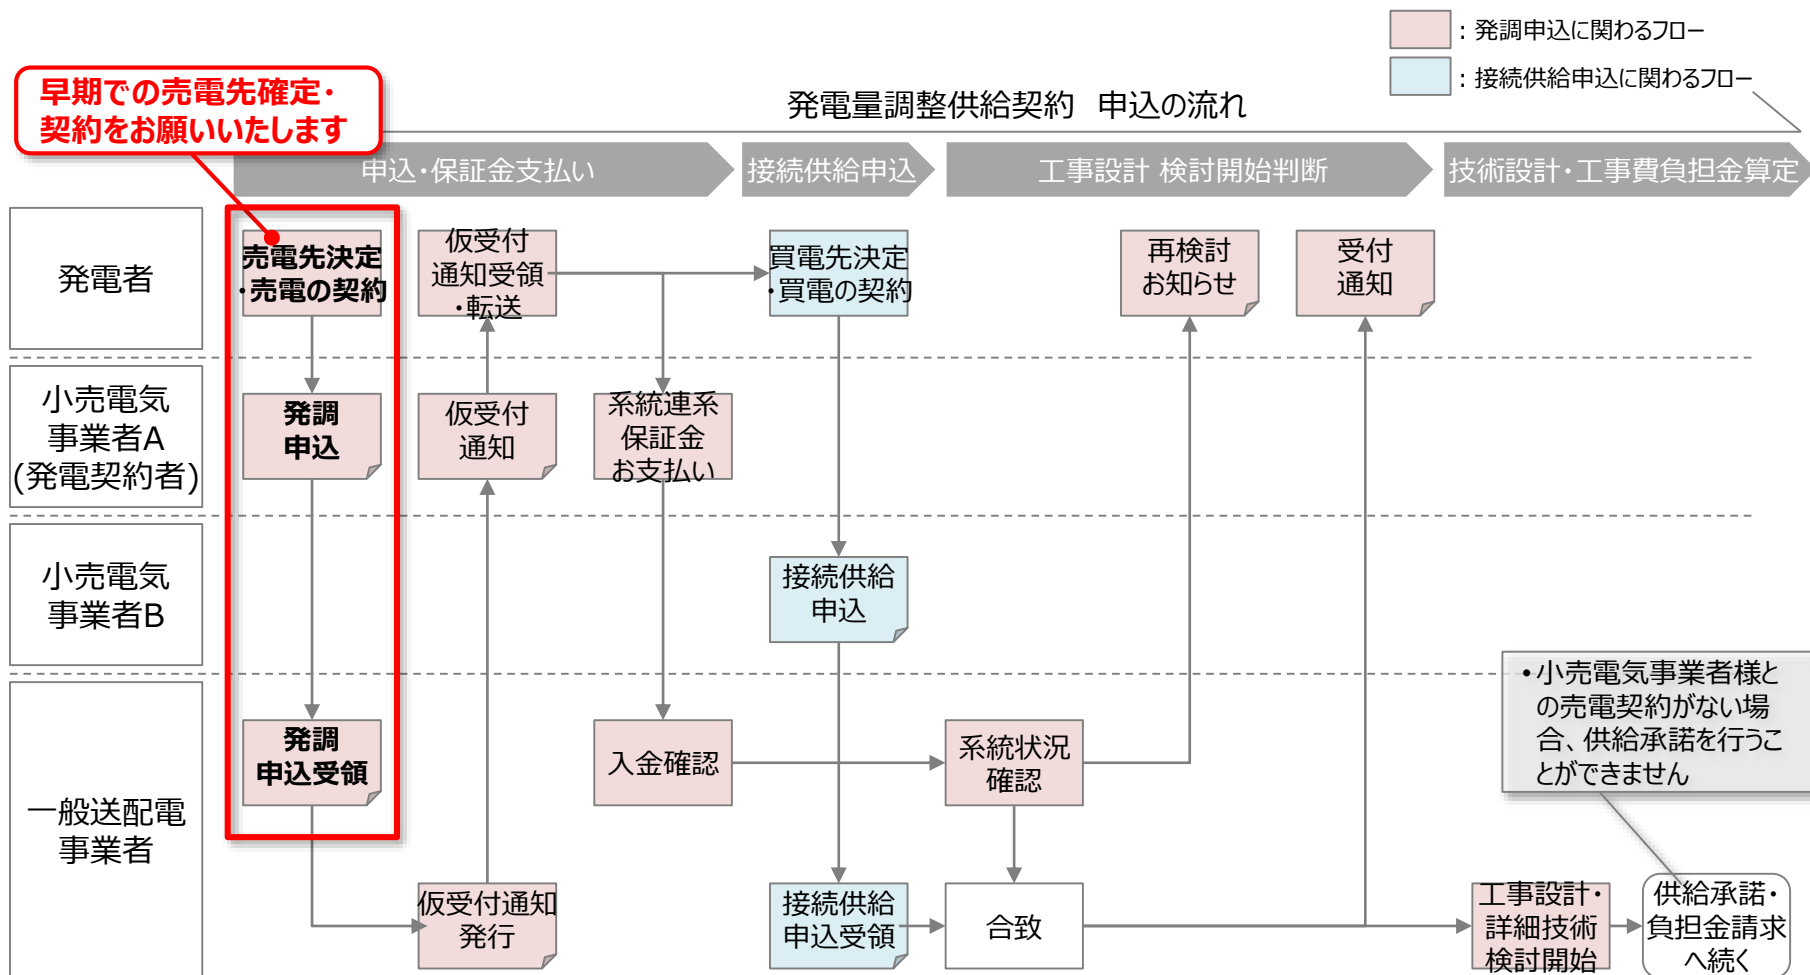 ：発調申込に関わるフロー
：接続供給申込に関わるフロー
早期での売電先確定・
契約をお願いいたします
発電量調整供給契約　申込の流れ
申込・保証金支払い
接続供給申込
工事設計 検討開始判断
技術設計・工事費負担金算定
発電者
売電先決定
・売電の契約
仮受付
通知受領
・転送
買電先決定
・買電の契約
再検討
お知らせ
受付
通知
小売電気
事業者A
(発電契約者)
発調
申込
仮受付
通知
系統連系
保証金
お支払い
小売電気
事業者B
接続供給
申込
・小売電気事業者様と
の売電契約がない場
合、供給承諾を行うこ
とができません
一般送配電
事業者
発調
申込受領
入金確認
系統状況
確認
仮受付通知
発行
接続供給
申込受領
合致
工事設計・
詳細技術
検討開始
供給承諾・
負担金請求
へ続く